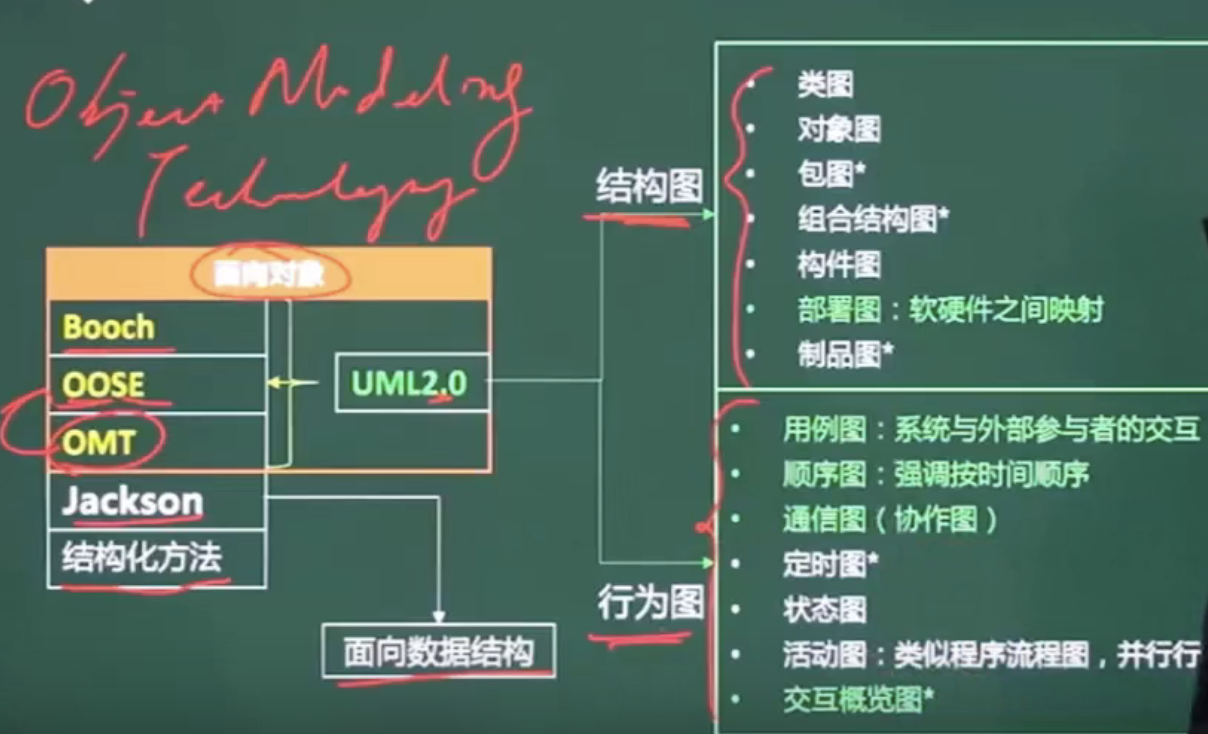 Object Modeling
Technology
面向对象
Booch
OOSE
OMT
UML2.0
Jackson
结构化方法
面向数据结构
结构图
类图
对象图
包图*
组合结构图*
构件图
部署图：软硬件之间映射
制品图*
行为图
用例图：系统与外部参与者的交互
顺序图：强调按时间顺序
通信图（协作图）
定时图*
状态图
活动图：类似程序流程图，并行行
交互概览图*